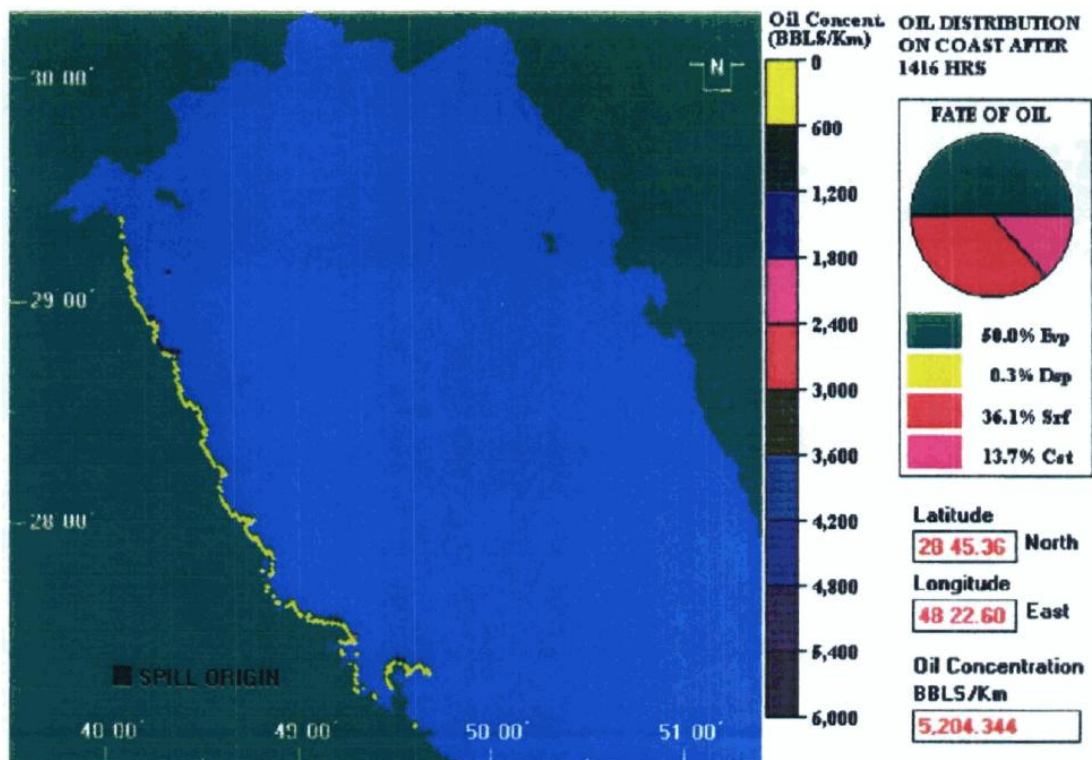 Oil Concent.
(BBLS/Km)
0
600
1,200
1,800
2,400
3,000
3,600
4,200
4,800
5,400
6,000
OIL DISTRIBUTION
ON COAST AFTER
1416 HRS
FATE OF OIL
50.0% Evp
0.3% Dsp
36.1% Srf
13.7% Cst
Latitude
28 45.36 North
Longitude
48 22.60 East
Oil Concentration
BBLS/Km
5,204.344
N
30 00'
29 00'
28 00'
SPILL ORIGIN
40 00' 49 00' 50 00' 51 00'